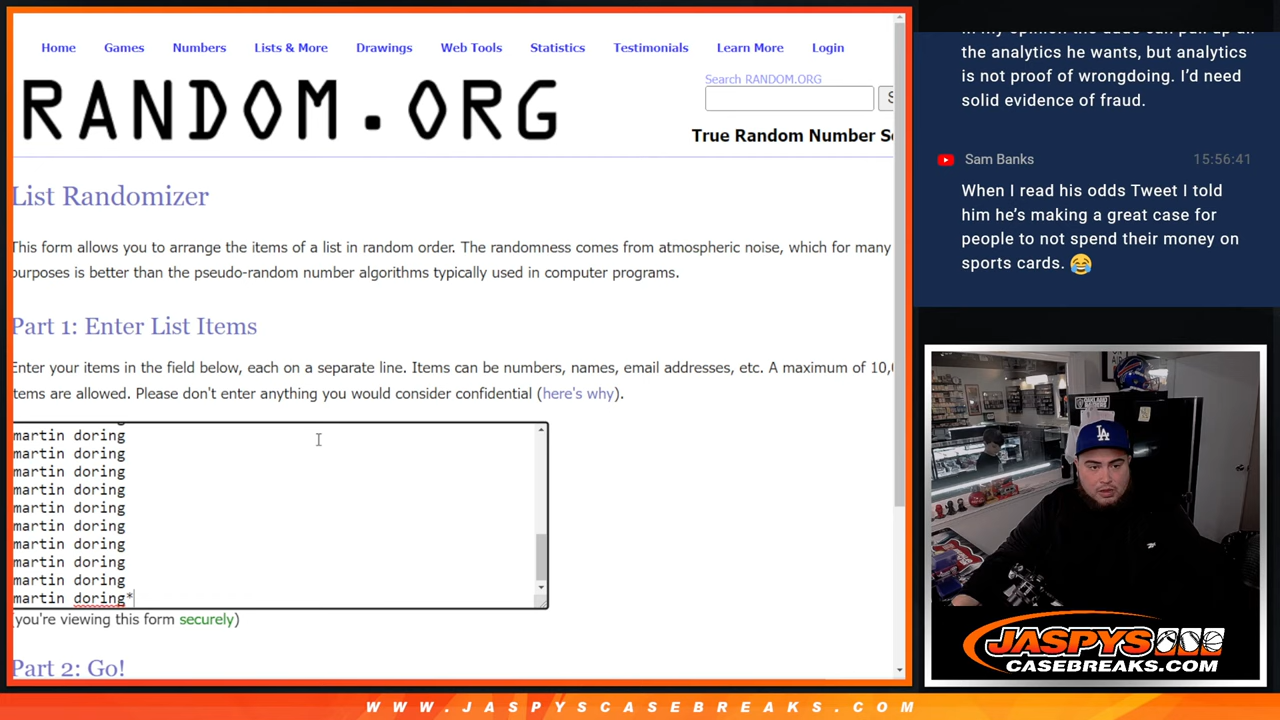 Home Games Numbers Lists & More Drawings Web Tools Statistics Testimonials Learn More Login
RANDOM.ORG
Search RANDOM.ORG
True Random Number
List Randomizer
This form allows you to arrange the items of a list in random order. The randomness comes from atmospheric noise, which for many
purposes is better than the pseudo-random number algorithms typically used in computer programs.
Part 1: Enter List Items
Enter your items in the field below, each on a separate line. Items can be numbers, names, email addresses, etc. A maximum of 10,
items are allowed. Please don't enter anything you would consider confidential (here's why).
martin doring
martin doring
martin doring
martin doring
martin doring
martin doring
martin doring
martin doring
martin doring
martin doring*
(you're viewing this form securely)
Part 2: Go!
the analytics he wants, but analytics
is not proof of wrongdoing. I'd need
solid evidence of fraud.
Sam Banks 15:56:41
When I read his odds Tweet I told
him he's making a great case for
people to not spend their money on
sports cards. 😂
LA
JASPYS
CASEBREAKS.COM
WWW.JASPYSCASEBREAKS.COM